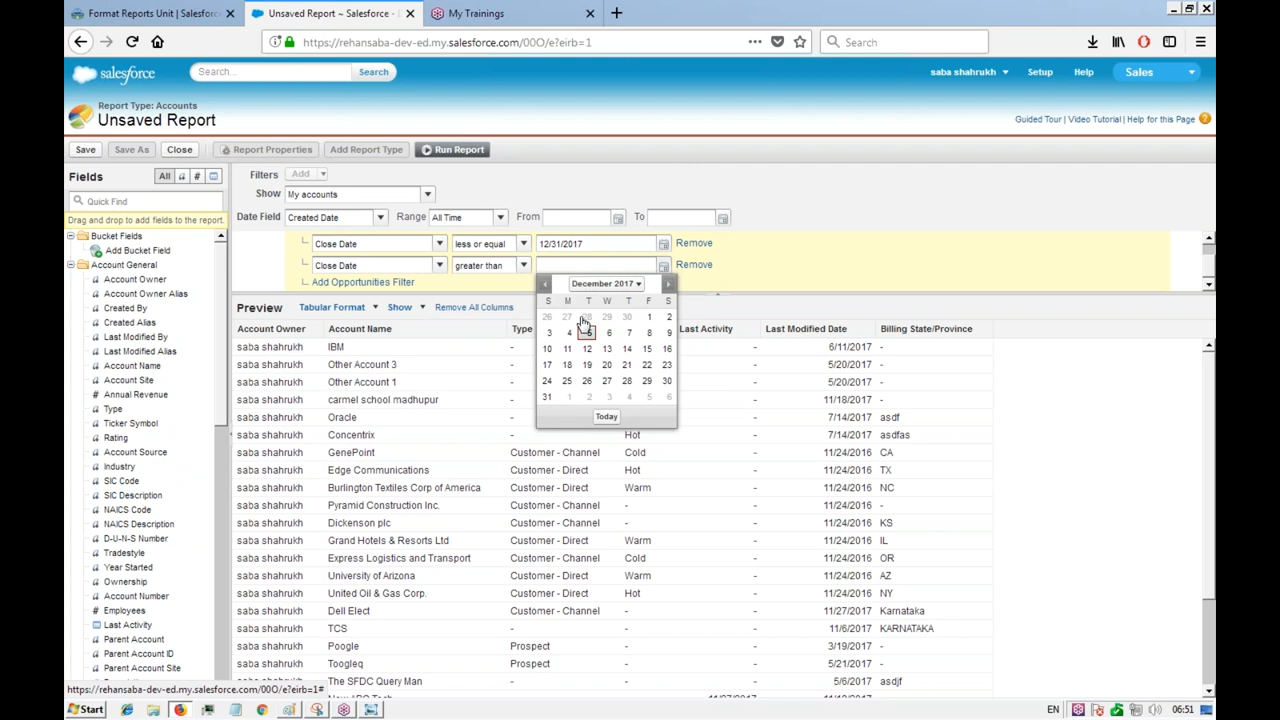 Format Reports Unit | Salesforc
Unsaved Report ~ Salesforce - D
My Trainings
https://rehansaba-dev-ed.my.salesforce.com/00O/e?eirb=1
Search
salesforce
Search...
Search
saba shahrukh
Setup
Help
Sales
Report Type: Accounts
Unsaved Report
Guided Tour | Video Tutorial | Help for this Page
Save
Save As
Close
Report Properties
Add Report Type
Run Report
Fields
All
#
Quick Find
Drag and drop to add fields to the report.
Bucket Fields
Add Bucket Field
Account General
Account Owner
Account Owner Alias
Created By
Created Alias
Last Modified By
Last Modified Alias
Account Name
Account Site
# Annual Revenue
Type
Ticker Symbol
Rating
Account Source
Industry
SIC Code
SIC Description
NAICS Code
NAICS Description
D-U-N-S Number
Tradestyle
Year Started
Ownership
Account Number
# Employees
Last Activity
Parent Account
Parent Account ID
Parent Account Site
Filters
Add
Show
My accounts
Date Field
Created Date
Range
All Time
From
To
Close Date less or equal 12/31/2017 Remove
Close Date greater than Remove
Add Opportunities Filter
December 2017
S M T W T F S
26 27 28 29 30 1 2
3 4 5 6 7 8 9
10 11 12 13 14 15 16
17 18 19 20 21 22 23
24 25 26 27 28 29 30
31 1 2 3 4 5 6
Today
Preview
Tabular Format
Show
Remove All Columns
Account Owner Account Name Type Last Activity Last Modified Date Billing State/Province
saba shahrukh IBM - - 6/11/2017 -
saba shahrukh Other Account 3 - - 5/20/2017 -
saba shahrukh Other Account 1 - - 5/20/2017 -
saba shahrukh carmel school madhupur - - 11/18/2017 -
saba shahrukh Oracle - - 7/14/2017 asdf
saba shahrukh Concentrix - Hot - 7/14/2017 asdfas
saba shahrukh GenePoint Customer - Channel Cold - 11/24/2016 CA
saba shahrukh Edge Communications Customer - Direct Hot - 11/24/2016 TX
saba shahrukh Burlington Textiles Corp of America Customer - Direct Warm - 11/24/2016 NC
saba shahrukh Pyramid Construction Inc. Customer - Channel - - 11/24/2016 -
saba shahrukh Dickenson plc Customer - Channel - - 11/24/2016 KS
saba shahrukh Grand Hotels & Resorts Ltd Customer - Direct Warm - 11/24/2016 IL
saba shahrukh Express Logistics and Transport Customer - Channel Cold - 11/24/2016 OR
saba shahrukh University of Arizona Customer - Direct Warm - 11/24/2016 AZ
saba shahrukh United Oil & Gas Corp. Customer - Direct Hot - 11/24/2016 NY
saba shahrukh Dell Elect Customer - Channel - - 11/27/2017 Karnataka
saba shahrukh TCS - - - 11/6/2017 KARNATAKA
saba shahrukh Poogle Prospect - - 3/19/2017 -
saba shahrukh Toogleq Prospect - - 5/21/2017 -
saba shahrukh The SFDC Query Man - - - 5/6/2017 asdjf
https://rehansaba-dev-ed.my.salesforce.com/00O/e?eirb=1#
Start
EN
06:51